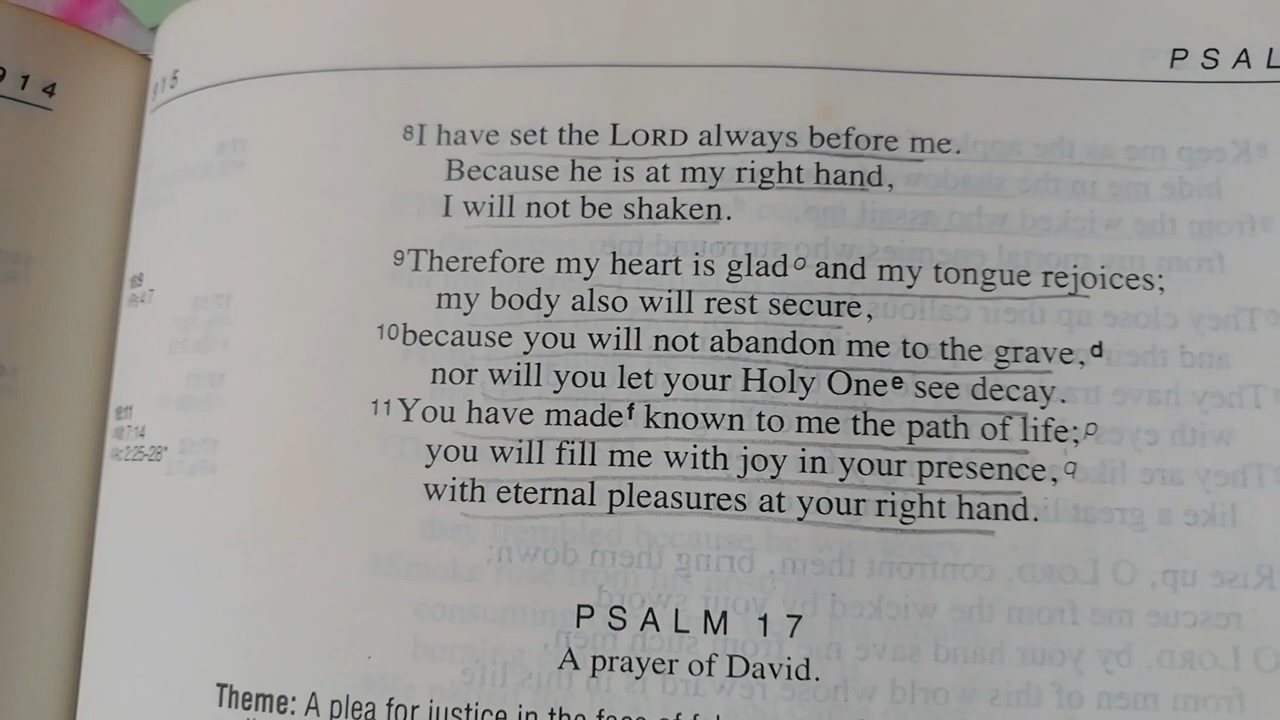 914
915
PSAL
8I have set the LORD always before me.
Because he is at my right hand,
I will not be shaken.
9Therefore my heart is glad o and my tongue rejoices;
my body also will rest secure,
10because you will not abandon me to the grave, d
nor will you let your Holy One e see decay.
11You have made f known to me the path of life; p
you will fill me with joy in your presence, q
with eternal pleasures at your right hand.
PSALM 17
A prayer of David.
Theme: A plea for justice in the face of